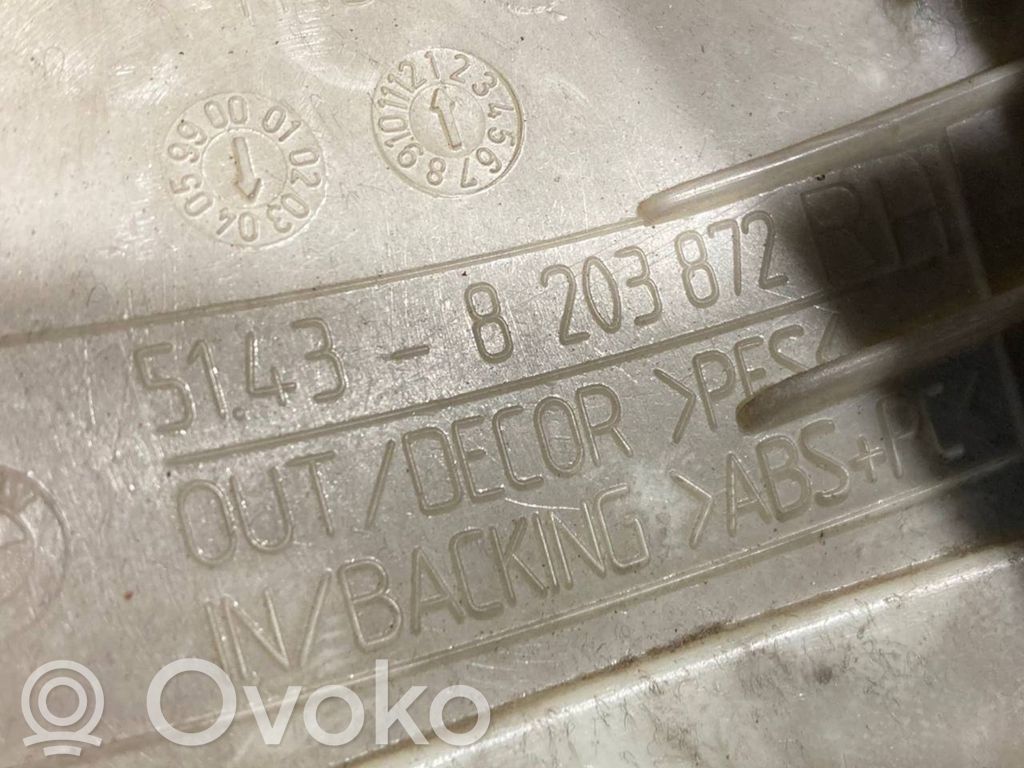 99 00 01 02 03 04 05
1 2 3 4 5 6 7 8 9 10 11 12
51.43 - 8 203 872
OUT/DECOR >PES<
IN/BACKING >ABS+PC<
Ovoko